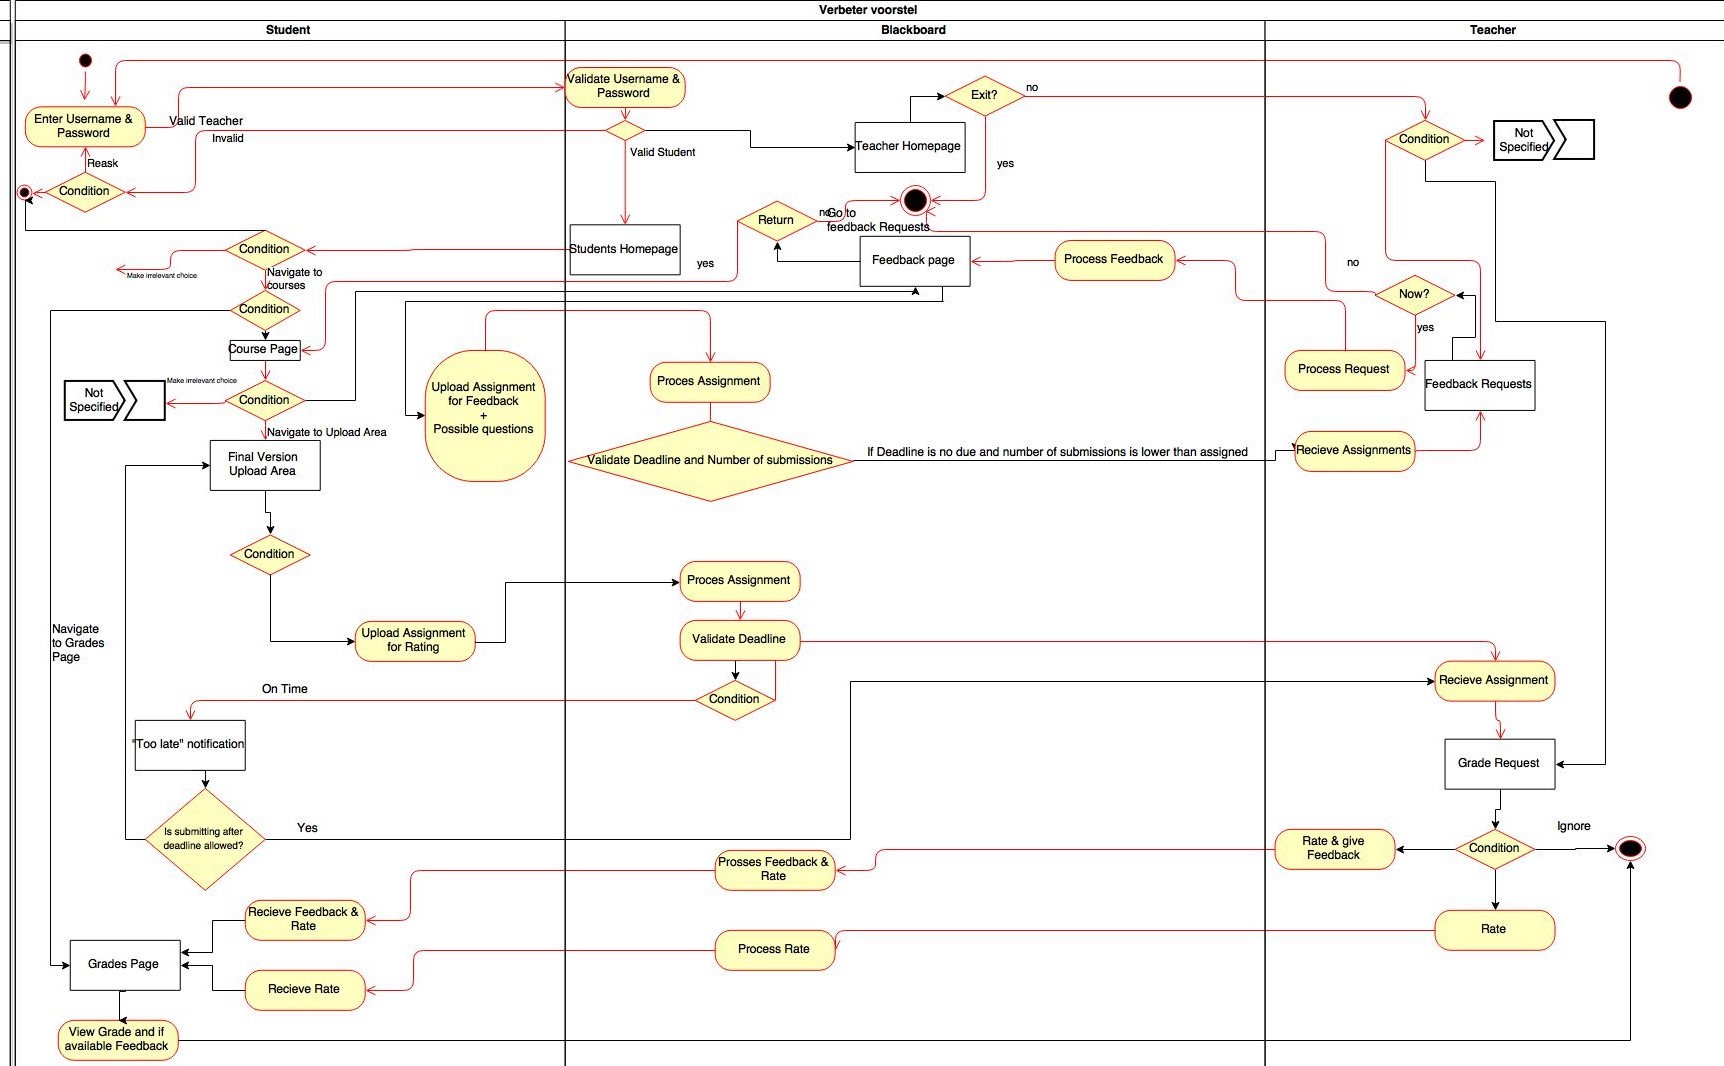 Verbeter voorstel
Student
Blackboard
Teacher
Validate Username &
Password
Exit?
no
Enter Username &
Password
Valid Teacher
Invalid
Teacher Homepage
Condition
Not
Specified
Valid Student
Reask
Condition
yes
Return
no
Go to
feedback Requests
Condition
Students Homepage
yes
Feedback page
Process Feedback
no
Make irrelevant choice
Navigate to
courses
Condition
Now?
yes
Course Page
Process Request
Feedback Requests
Make irrelevant choice
Not
Specified
Condition
Upload Assignment
for Feedback
+
Possible questions
Proces Assignment
Navigate to Upload Area
Final Version
Upload Area
Validate Deadline and Number of submissions
If Deadline is no due and number of submissions is lower than assigned
Recieve Assignments
Condition
Proces Assignment
Navigate
to Grades
Page
Upload Assignment
for Rating
Validate Deadline
On Time
Condition
Recieve Assignment
"Too late" notification
Grade Request
Is submitting after
deadline allowed?
Yes
Ignore
Rate & give
Feedback
Condition
Prosses Feedback &
Rate
Recieve Feedback &
Rate
Rate
Process Rate
Grades Page
Recieve Rate
View Grade and if
available Feedback